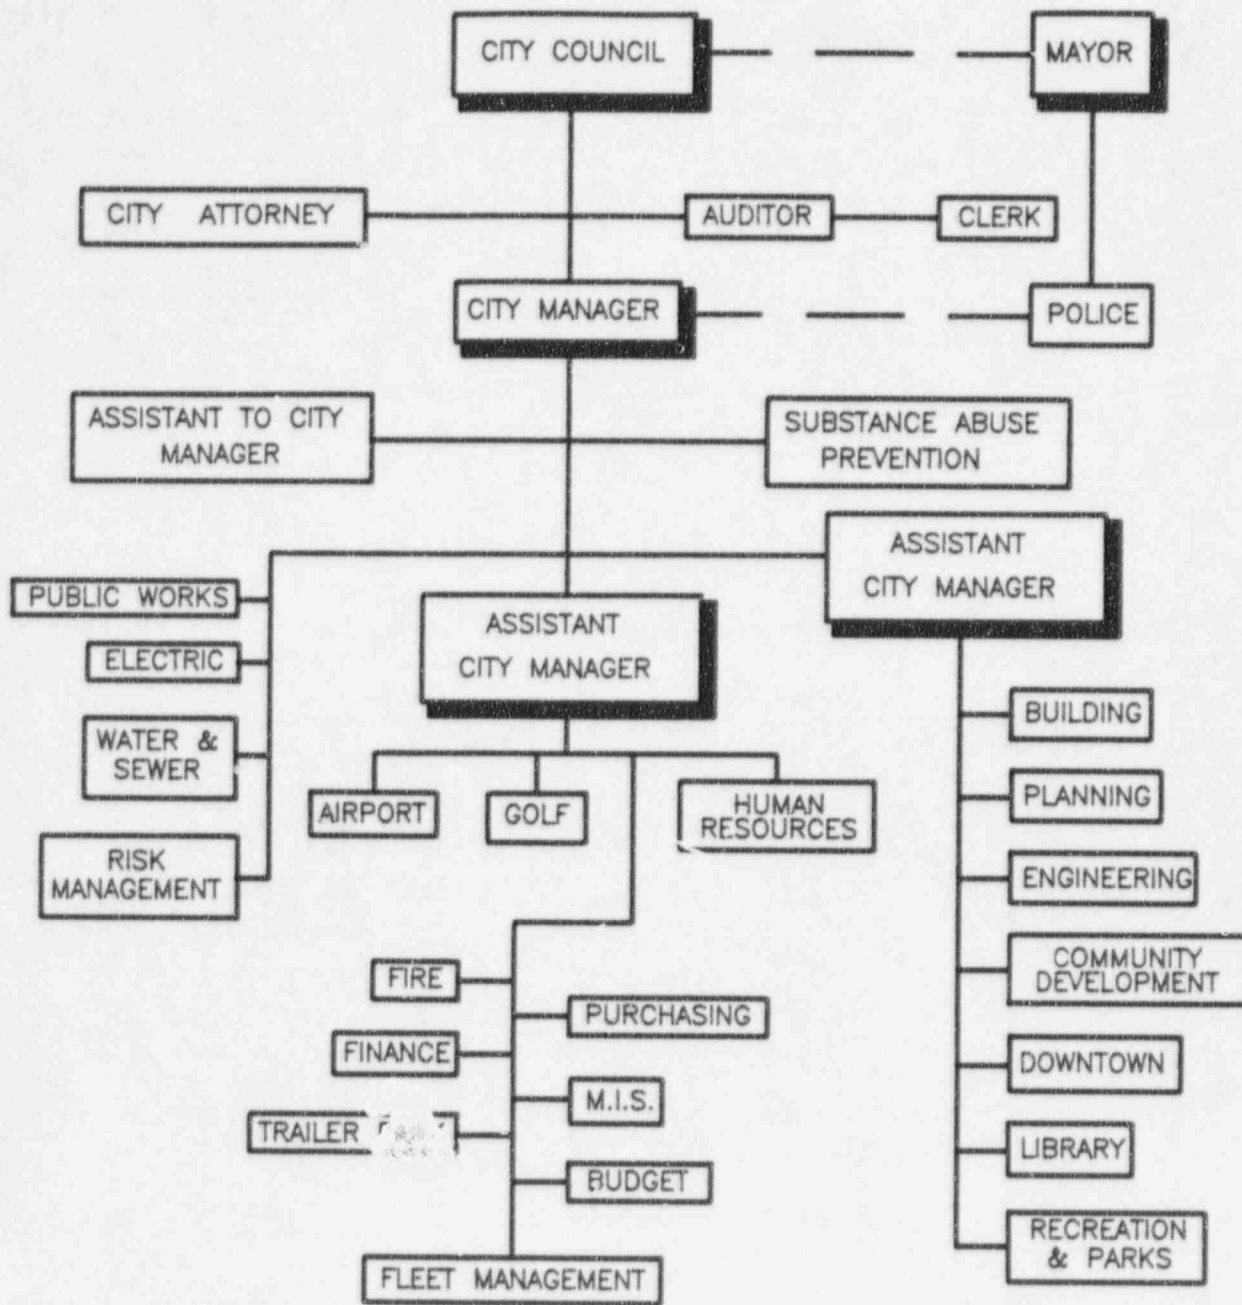 CITY COUNCIL
MAYOR
CITY ATTORNEY
AUDITOR
CLERK
CITY MANAGER
POLICE
ASSISTANT TO CITY
MANAGER
SUBSTANCE ABUSE
PREVENTION
ASSISTANT
CITY MANAGER
PUBLIC WORKS
ELECTRIC
WATER &
SEWER
RISK
MANAGEMENT
ASSISTANT
CITY MANAGER
AIRPORT
GOLF
HUMAN
RESOURCES
BUILDING
PLANNING
ENGINEERING
COMMUNITY
DEVELOPMENT
DOWNTOWN
LIBRARY
RECREATION
& PARKS
FIRE
PURCHASING
FINANCE
M.I.S.
TRAILER
BUDGET
FLEET MANAGEMENT